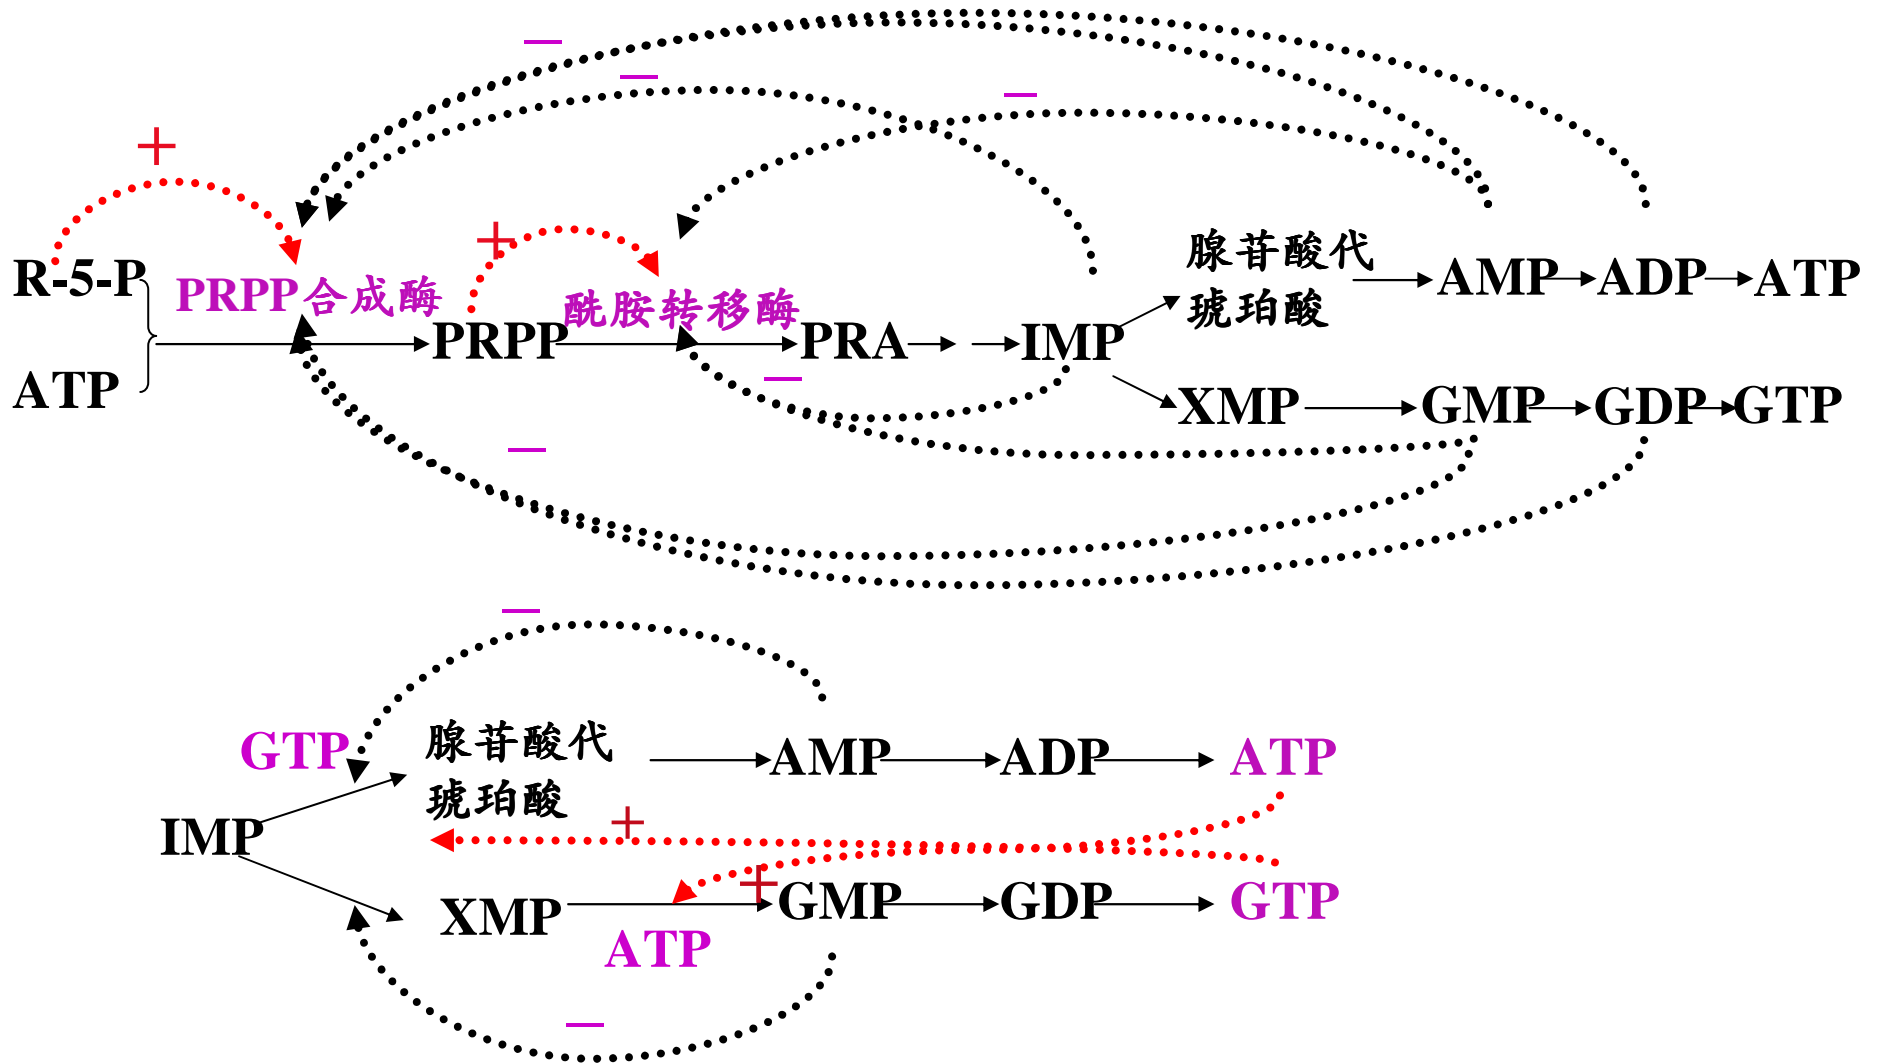 —
—
—
+
+
腺苷酸代
R-5-P
PRPP合成酶
酰胺转移酶
琥珀酸
AMP
ADP
ATP
PRPP
PRA
IMP
ATP
—
XMP
GMP
GDP
GTP
—
—
GTP
腺苷酸代
琥珀酸
AMP
ADP
ATP
+
IMP
+
XMP
GMP
GDP
GTP
ATP
—